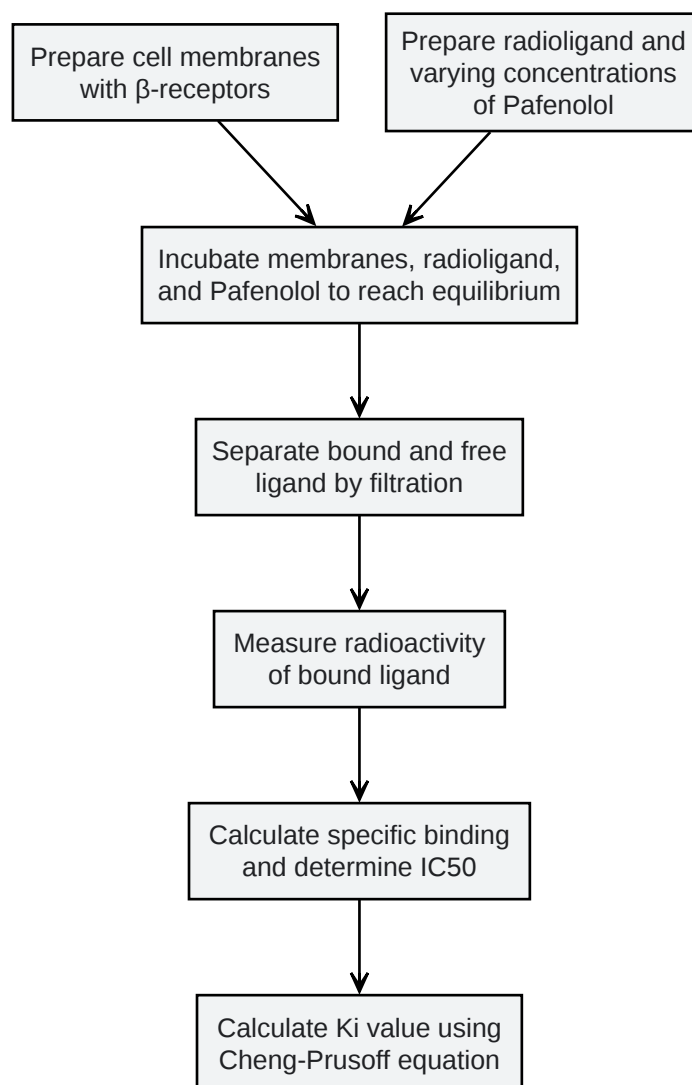 Prepare cell membranes
with β-receptors
Prepare radioligand and
varying concentrations
of Pafenolol
Incubate membranes, radioligand,
and Pafenolol to reach equilibrium
Separate bound and free
ligand by filtration
Measure radioactivity
of bound ligand
Calculate specific binding
and determine IC50
Calculate Ki value using
Cheng-Prusoff equation